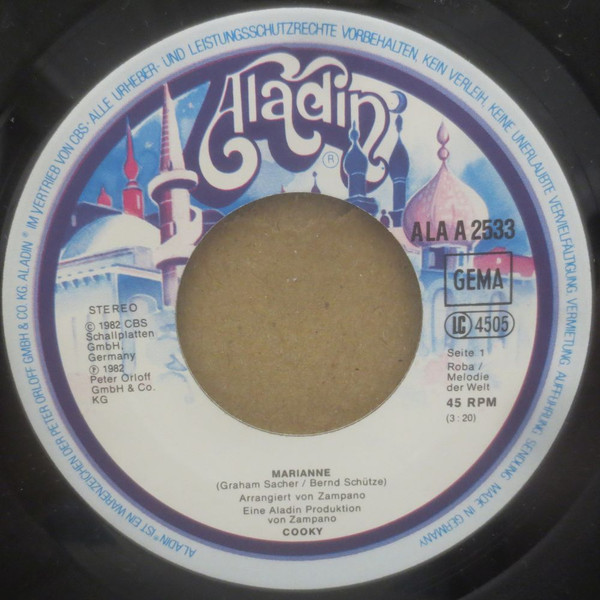 ALADIN® IST EIN WARENZEICHEN DER PETER ORLOFF GMBH & CO. KG. ALADIN® IM VERTRIEB VON CBS · ALLE URHEBER- UND LEISTUNGSSCHUTZRECHTE VORBEHALTEN, KEIN VERLEIH, KEINE UNERLAUBTE VERVIELFÄLTIGUNG, VERMIETUNG, AUFFÜHRUNG, SENDUNG. MADE IN GERMANY
Aladin
®
ALA A 2533
GEMA
LC 4505
STEREO
© 1982 CBS
Schallplatten
GmbH,
Germany
℗ 1982
Peter Orloff
GmbH & Co.
KG
Seite 1
Roba /
Melodie
der Welt
45 RPM
(3:20)
MARIANNE
(Graham Sacher / Bernd Schütze)
Arrangiert von Zampano
Eine Aladin Produktion
von Zampano
COOKY